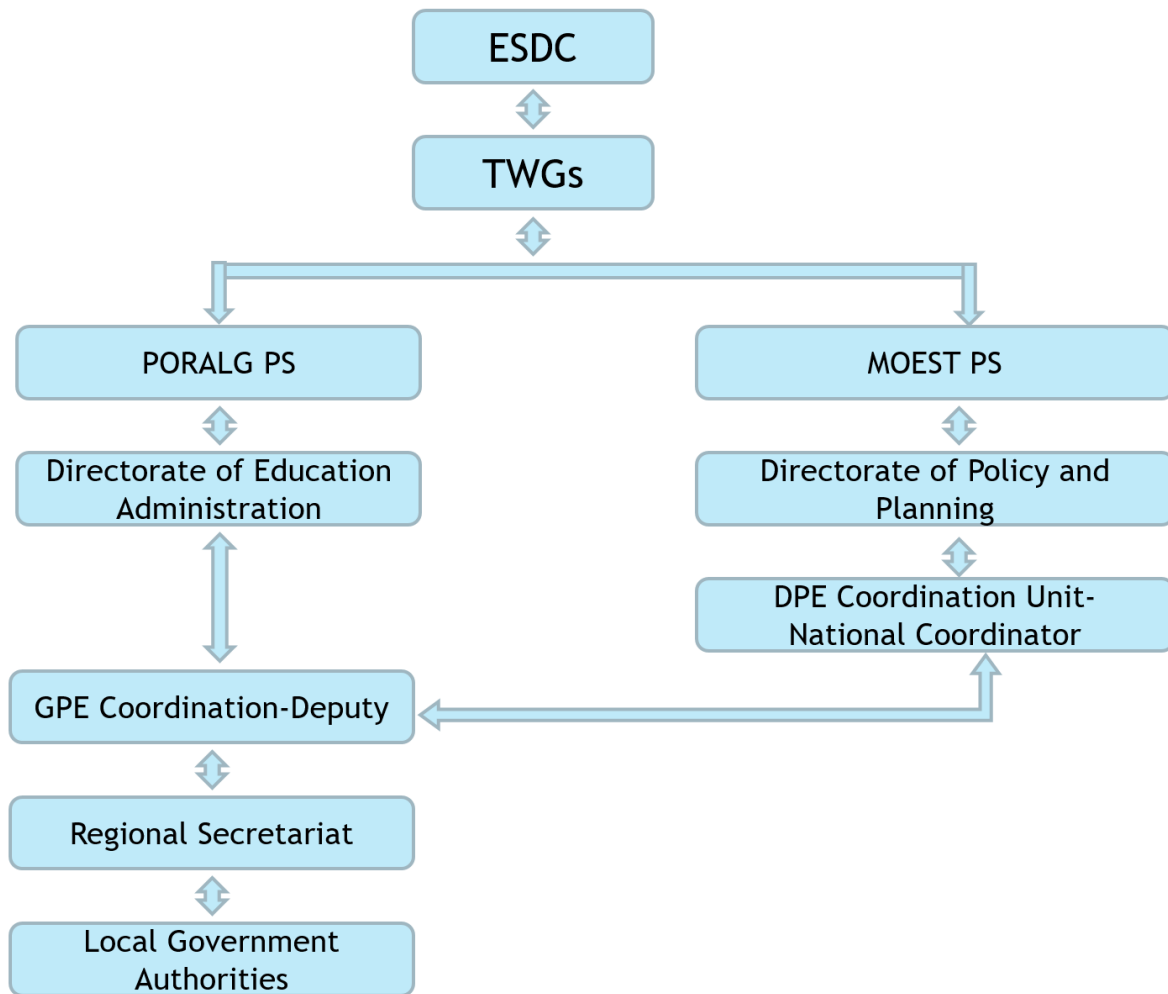 ESDC
TWGs
PORALG PS
MOEST PS
Directorate of Education
Administration
Directorate of Policy and
Planning
DPE Coordination Unit-
National Coordinator
GPE Coordination-Deputy
Regional Secretariat
Local Government
Authorities